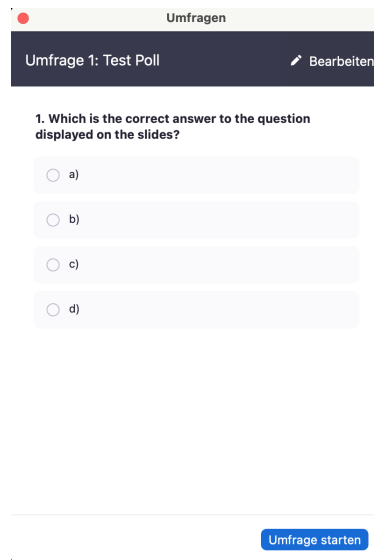 Umfragen
Umfrage 1: Test Poll
Bearbeiten
1. Which is the correct answer to the question
displayed on the slides?
a)
b)
c)
d)
Umfrage starten